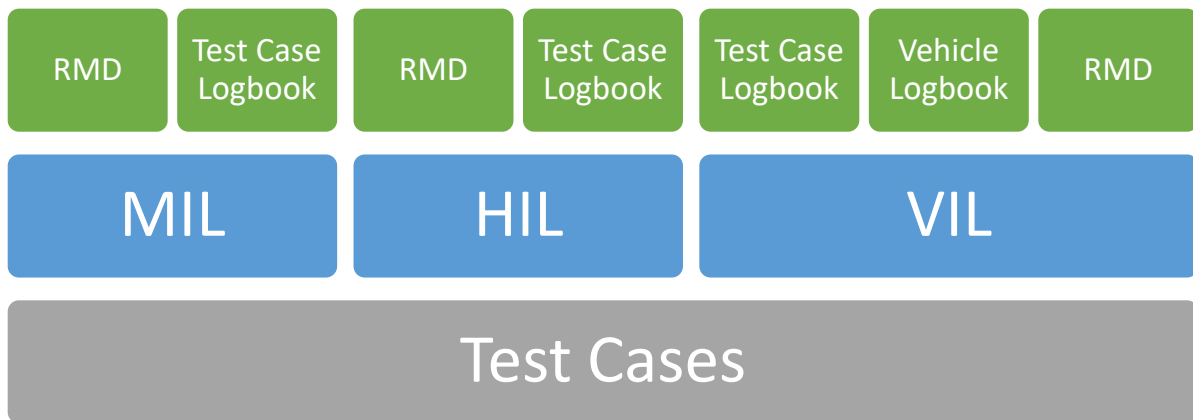 RMD
Test Case
Logbook
RMD
Test Case
Logbook
Test Case
Logbook
Vehicle
Logbook
RMD
MIL
HIL
VIL
Test Cases